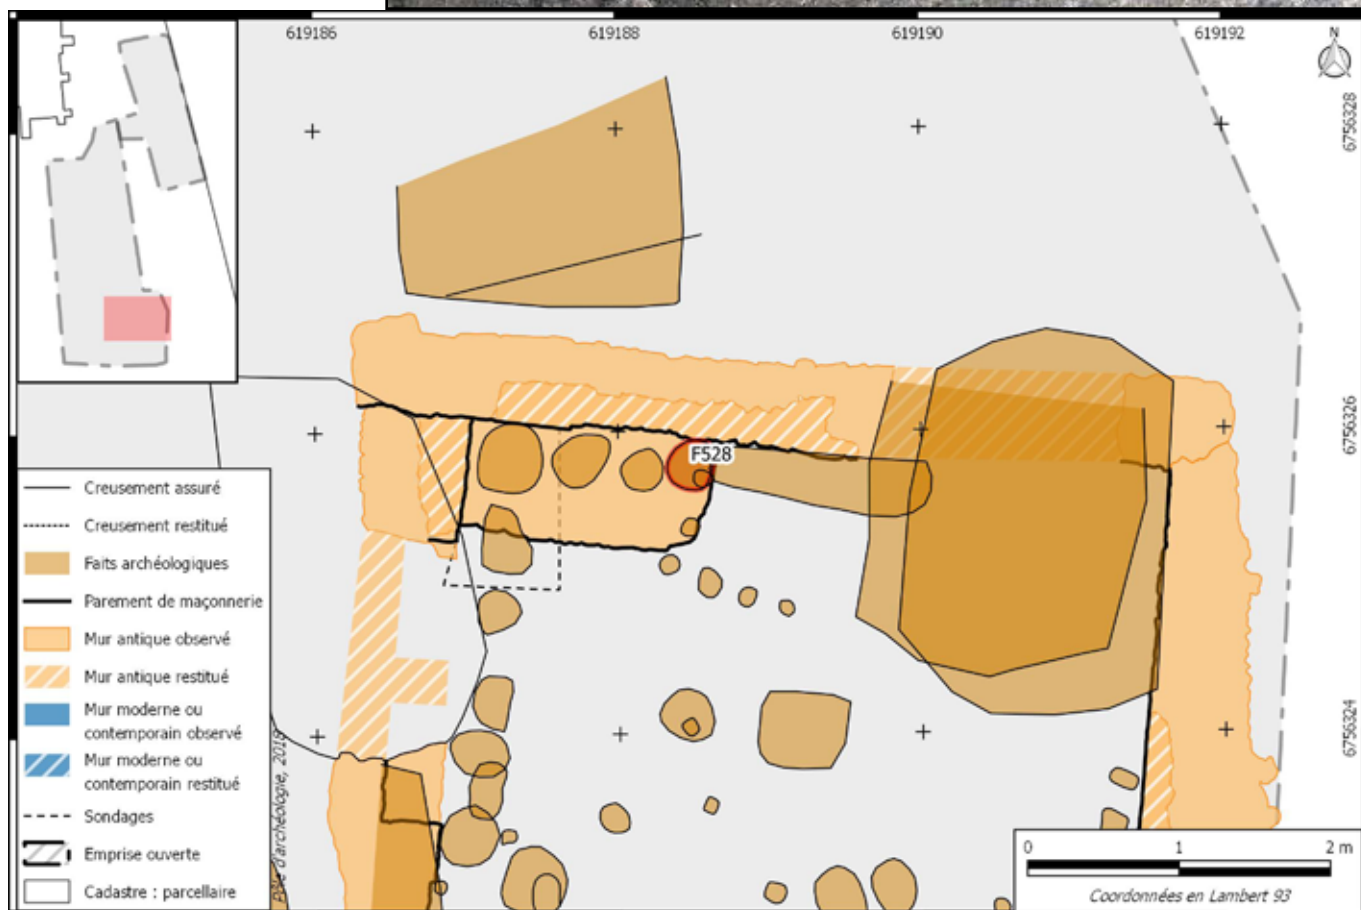 619186 619188 619190 619192
N
6756328
6756326
6756324
F528
Creusement assuré
Creusement restitué
Faits archéologiques
Parement de maçonnerie
Mur antique observé
Mur antique restitué
Mur moderne ou
contemporain observé
Mur moderne ou
contemporain restitué
Sondages
Emprise ouverte
Cadastre : parcellaire
Pôle d'archéologie,
0 1 2 m
Coordonnées en Lambert 93